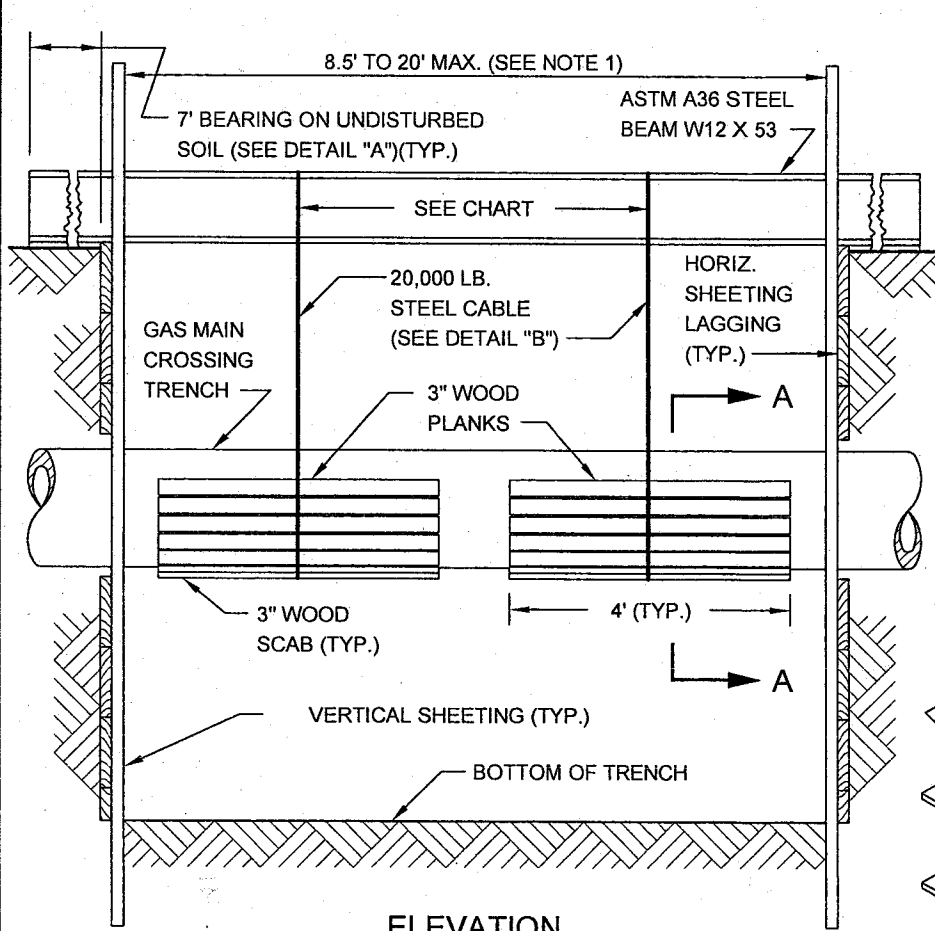 8.5' TO 20' MAX. (SEE NOTE 1)
7' BEARING ON UNDISTURBED
SOIL (SEE DETAIL "A")(TYP.)
ASTM A36 STEEL
BEAM W12 X 53
SEE CHART
20,000 LB.
STEEL CABLE
(SEE DETAIL "B")
HORIZ.
SHEETING
LAGGING
(TYP.)
GAS MAIN
CROSSING
TRENCH
3" WOOD
PLANKS
A
3" WOOD
SCAB (TYP.)
4' (TYP.)
A
VERTICAL SHEETING (TYP.)
BOTTOM OF TRENCH
ELEVATION